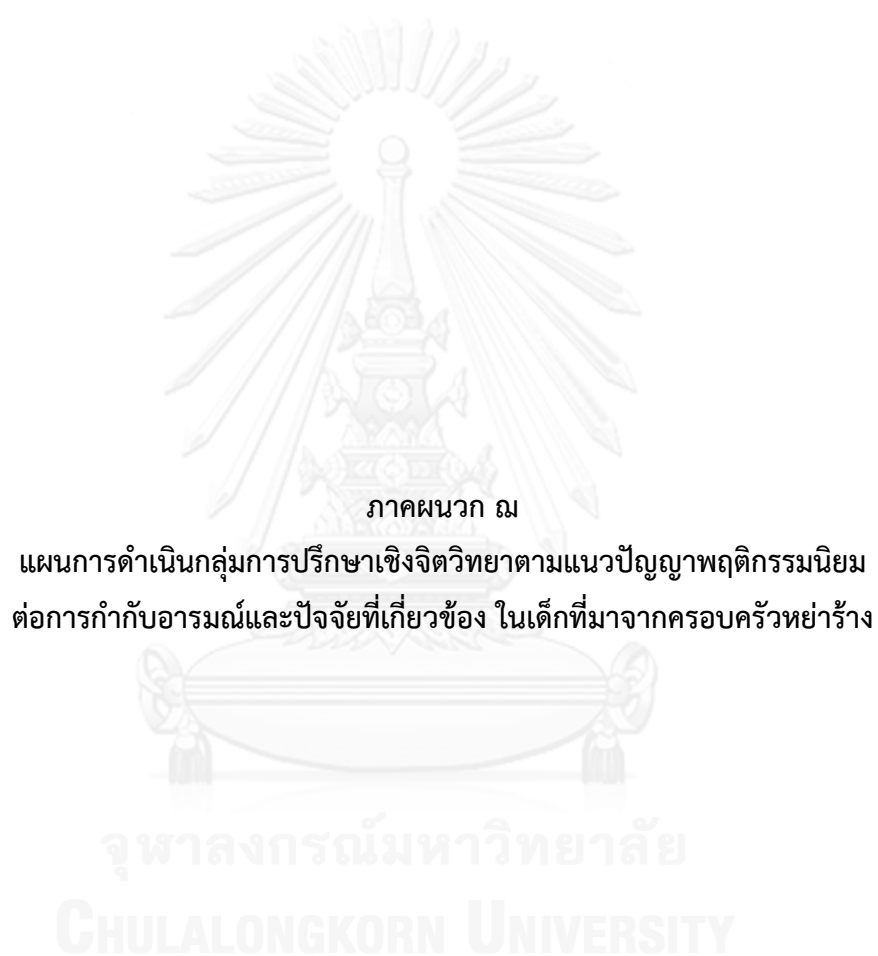 ภาคผนวก ฌ
แผนการดำเนินกลุ่มการปรึกษาเชิงจิตวิทยาตามแนวปัญญาพฤติกรรมนิยม
ต่อการกำกับอารมณ์และปัจจัยที่เกี่ยวข้อง ในเด็กที่มาจากครอบครัวหย่าร้าง
จุฬาลงกรณ์มหาวิทยาลัย
CHULALONGKORN UNIVERSITY